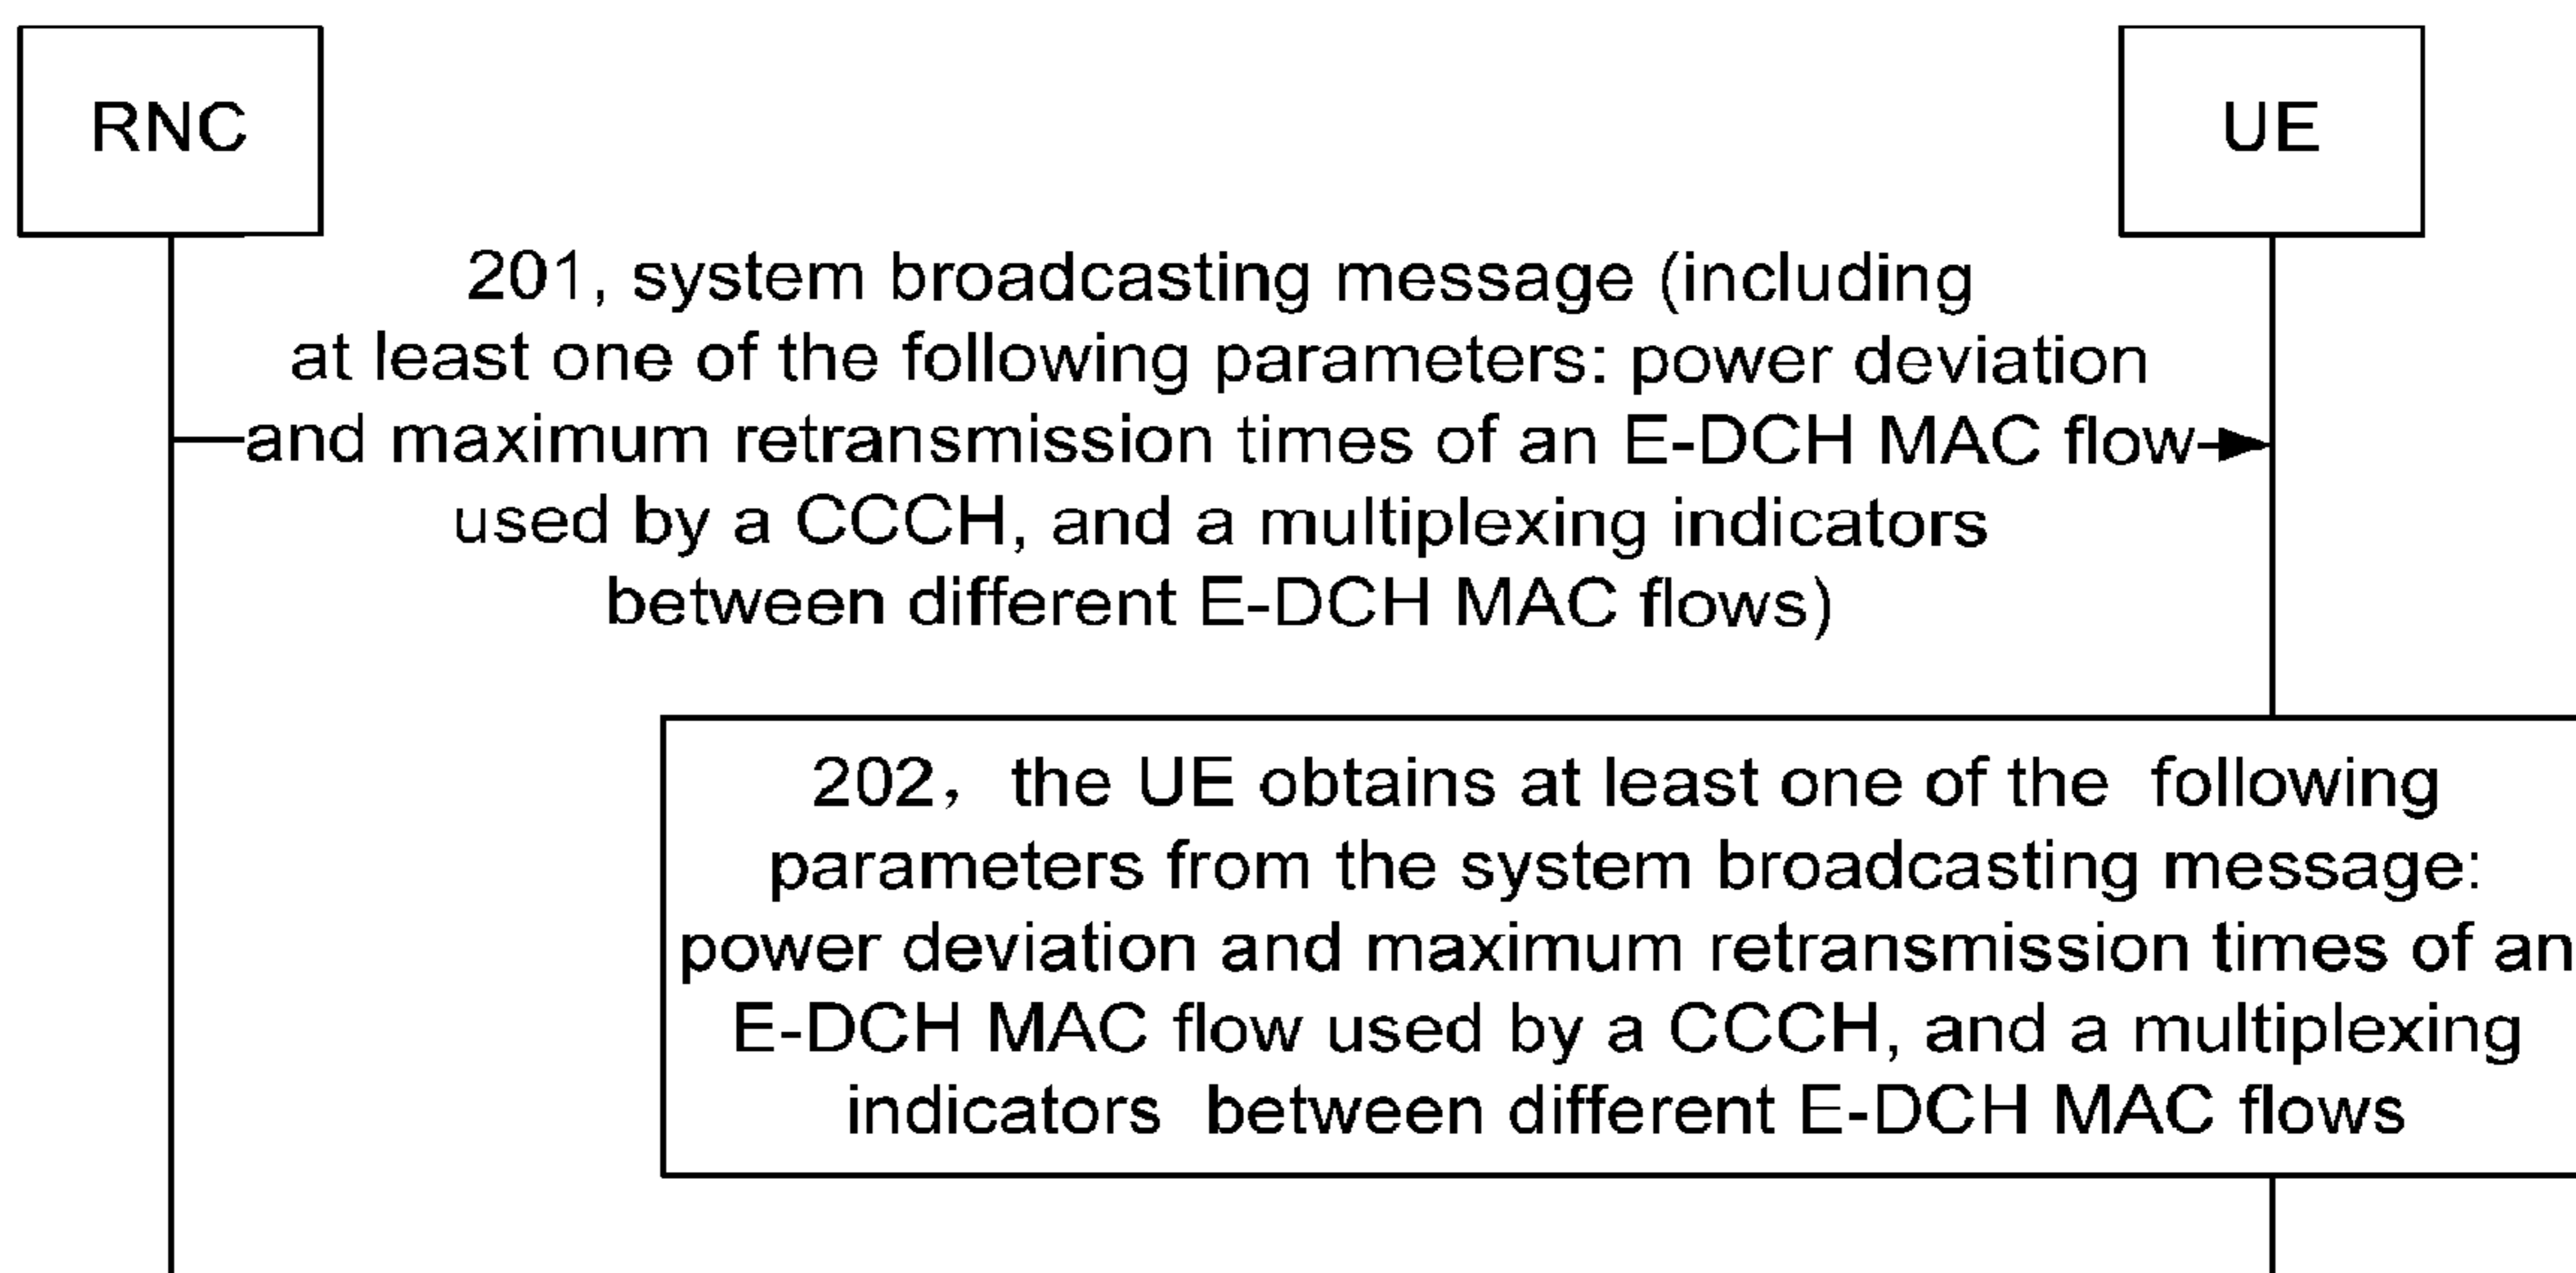 RNC
UE
201, system broadcasting message (including
at least one of the following parameters: power deviation
and maximum retransmission times of an E-DCH MAC flow
used by a CCCH, and a multiplexing indicators
between different E-DCH MAC flows)
202, the UE obtains at least one of the following
parameters from the system broadcasting message:
power deviation and maximum retransmission times of an
E-DCH MAC flow used by a CCCH, and a multiplexing
indicators between different E-DCH MAC flows